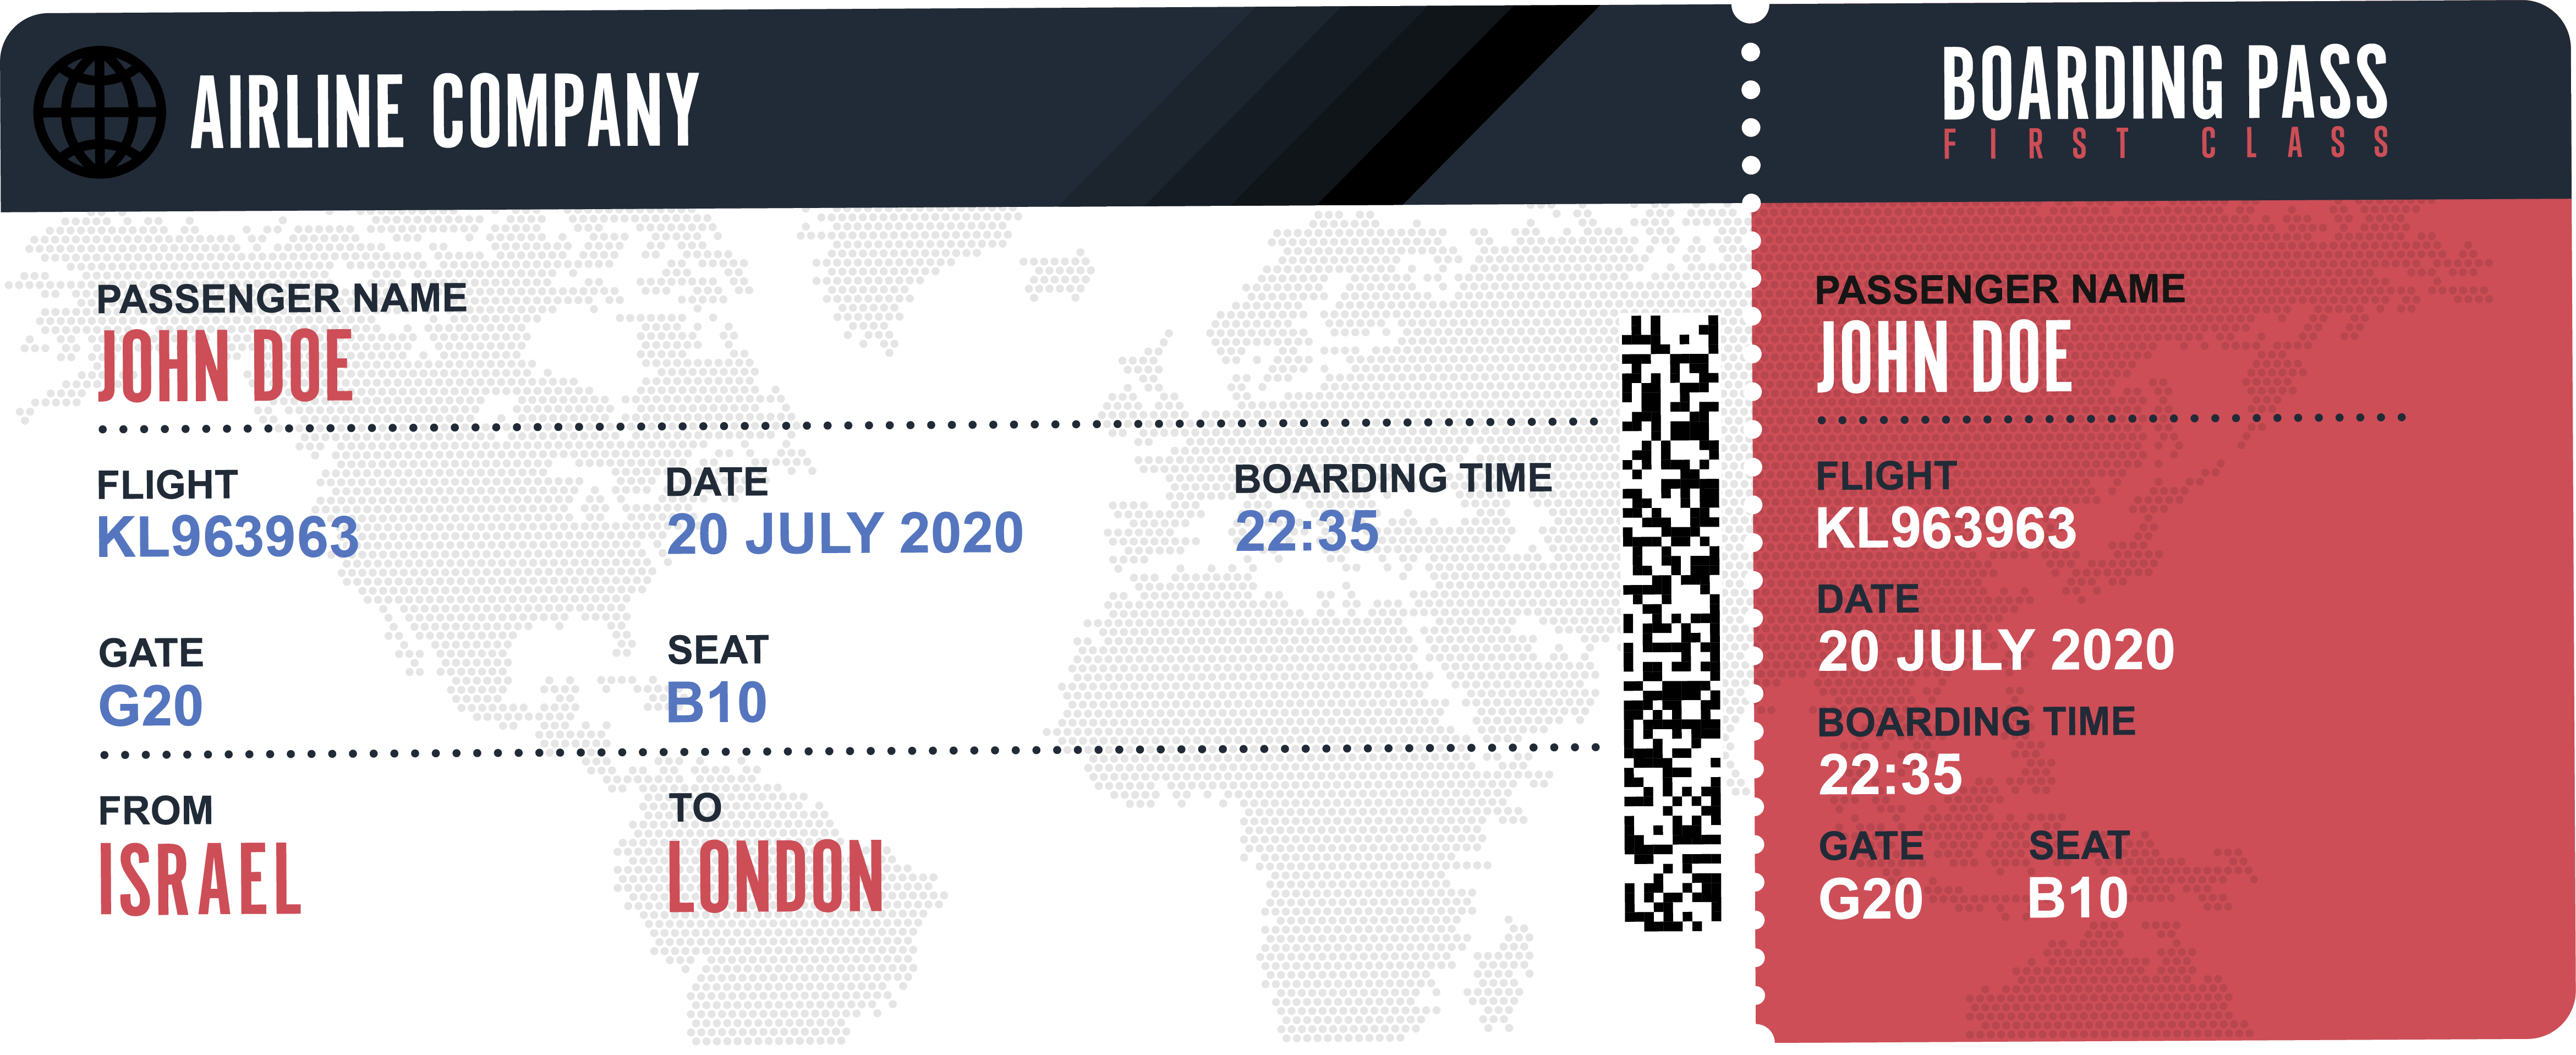 AIRLINE COMPANY
PASSENGER NAME
JOHN DOE
FLIGHT DATE BOARDING TIME
KL963963 20 JULY 2020 22:35
GATE SEAT
G20 B10
FROM TO
ISRAEL LONDON
BOARDING PASS
FIRST CLASS
PASSENGER NAME
JOHN DOE
FLIGHT
KL963963
DATE
20 JULY 2020
BOARDING TIME
22:35
GATE SEAT
G20 B10